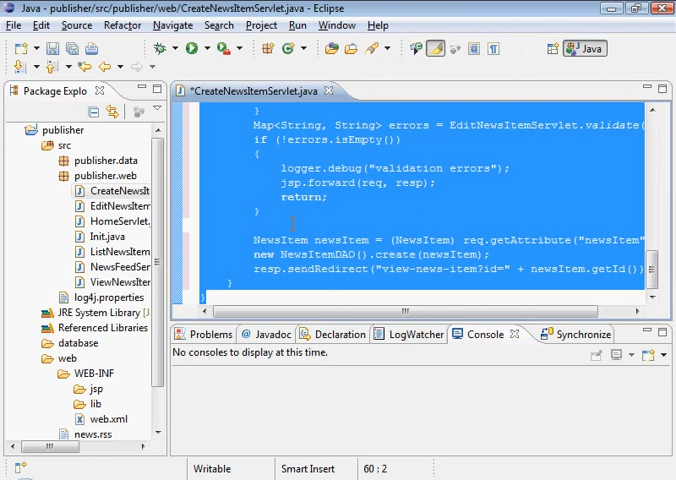 Java - publisher/src/publisher/web/CreateNewsItemServlet.java - Eclipse
File Edit Source Refactor Navigate Search Project Run Window Help
Java
Package Explo
*CreateNewsItemServlet.java
publisher
src
publisher.data
publisher.web
CreateNewsIt
EditNewsItem
HomeServlet.
Init.java
ListNewsItem
NewsFeedSer
ViewNewsIter
log4j.properties
JRE System Library [
Referenced Libraries
database
web
WEB-INF
jsp
lib
web.xml
news.rss
}
Map<String, String> errors = EditNewsItemServlet.validate(
if (!errors.isEmpty())
{
logger.debug("validation errors");
jsp.forward(req, resp);
return;
}
NewsItem newsItem = (NewsItem) req.getAttribute("newsItem"
new NewsItemDAO().create(newsItem);
resp.sendRedirect("view-news-item?id=" + newsItem.getId())
}
}
Problems Javadoc Declaration LogWatcher Console Synchronize
No consoles to display at this time.
Writable Smart Insert 60 : 2